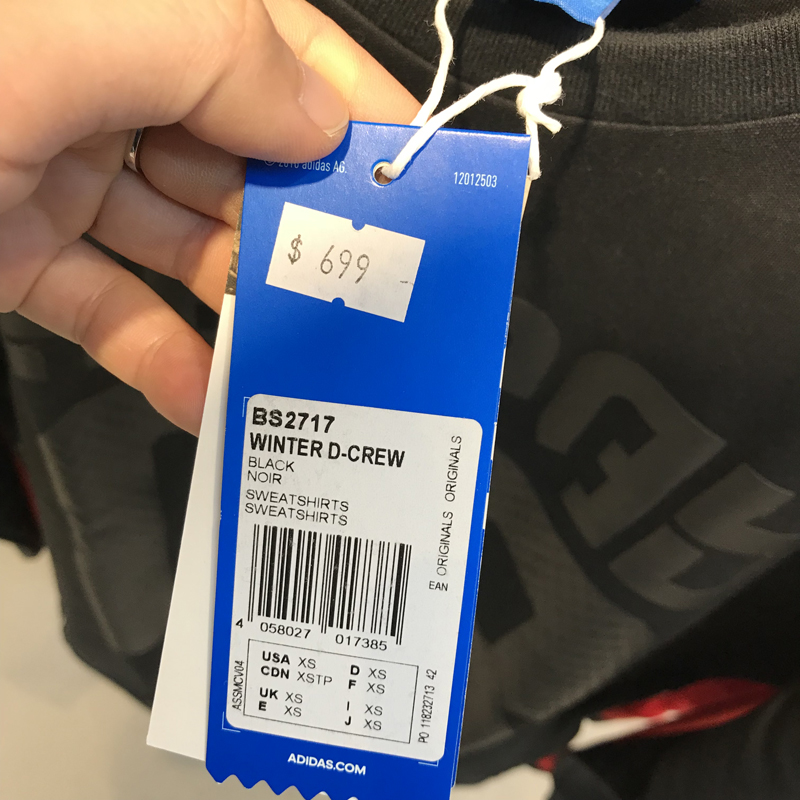 © 2016 adidas AG.
12012503
$ 699
BS2717
WINTER D-CREW
BLACK
NOIR
SWEATSHIRTS
SWEATSHIRTS
ORIGINALS ORIGINALS
EAN
4 058027 017385
ASSMCV04
USA XS D XS
CDN XSTP F XS
UK XS I XS
E XS J XS
PO 118232713 42
ADIDAS.COM